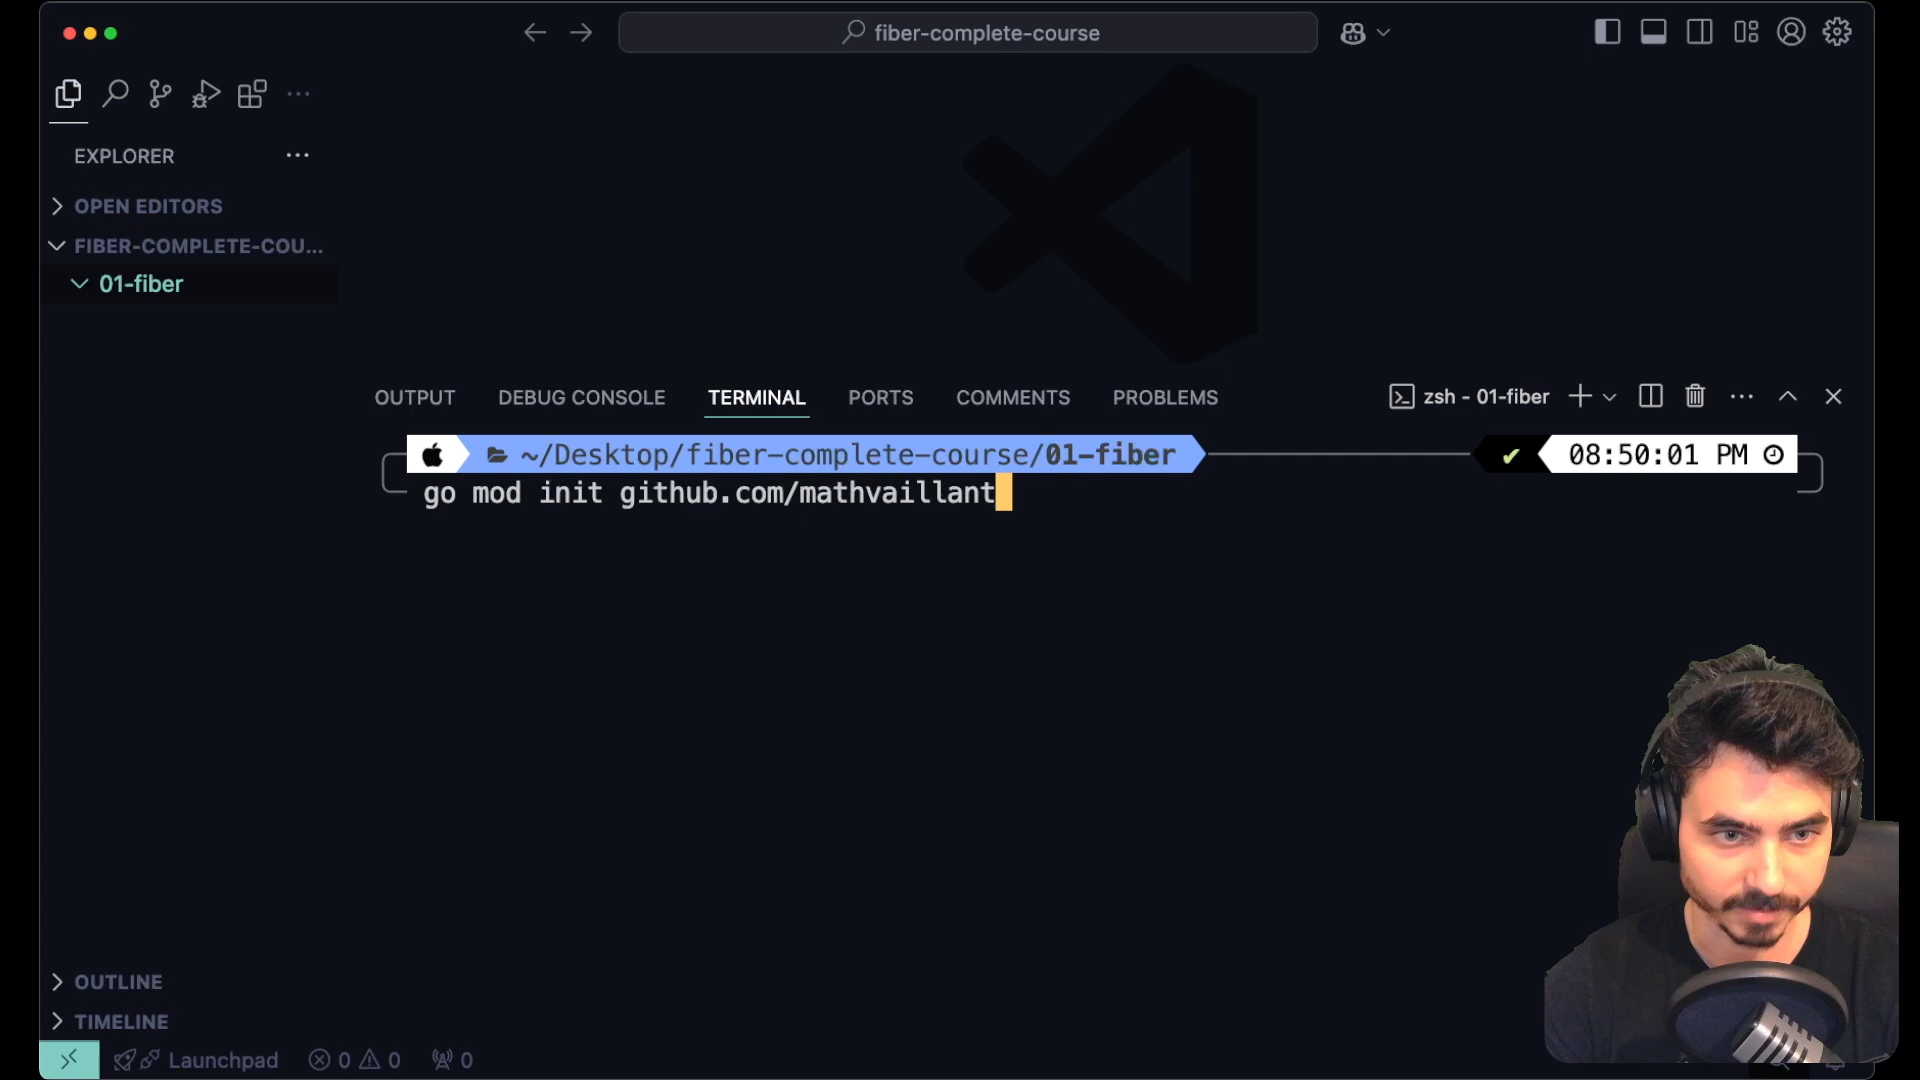 fiber-complete-course
EXPLORER
OPEN EDITORS
FIBER-COMPLETE-COU...
01-fiber
OUTPUT DEBUG CONSOLE TERMINAL PORTS COMMENTS PROBLEMS zsh - 01-fiber
~/Desktop/fiber-complete-course/01-fiber ✔ 08:50:01 PM
go mod init github.com/mathvaillant
OUTLINE
TIMELINE
Launchpad 0 0 0